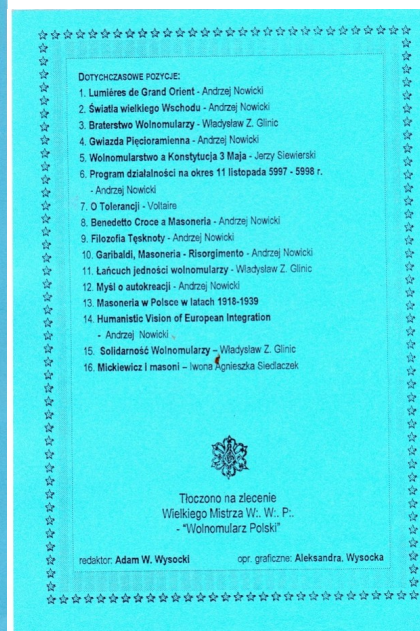 DOTYCHCZASOWE POZYCJE:
1. Lumiéres de Grand Orient - Andrzej Nowicki
2. Światła wielkiego Wschodu - Andrzej Nowicki
3. Braterstwo Wolnomularzy - Władysław Z. Glinic
4. Gwiazda Pięcioramienna - Andrzej Nowicki
5. Wolnomularstwo a Konstytucja 3 Maja - Jerzy Siewierski
6. Program działalności na okres 11 listopada 5997 - 5998 r.
- Andrzej Nowicki
7. O Tolerancji - Voltaire
8. Benedetto Croce a Masoneria - Andrzej Nowicki
9. Filozofia Tęsknoty - Andrzej Nowicki
10. Garibaldi, Masoneria - Risorgimento - Andrzej Nowicki
11. Łańcuch jedności wolnomularzy - Władysław Z. Glinic
12. Myśl o autokreacji - Andrzej Nowicki
13. Masoneria w Polsce w latach 1918-1939
14. Humanistic Vision of European Integration
- Andrzej Nowicki
15. Solidarność Wolnomularzy – Władysław Z. Glinic
16. Mickiewicz i masoni – Iwona Agnieszka Siedlaczek
Tłoczono na zlecenie
Wielkiego Mistrza W:. W:. P:.
- "Wolnomularz Polski"
redaktor: Adam W. Wysocki opr. graficzne: Aleksandra. Wysocka